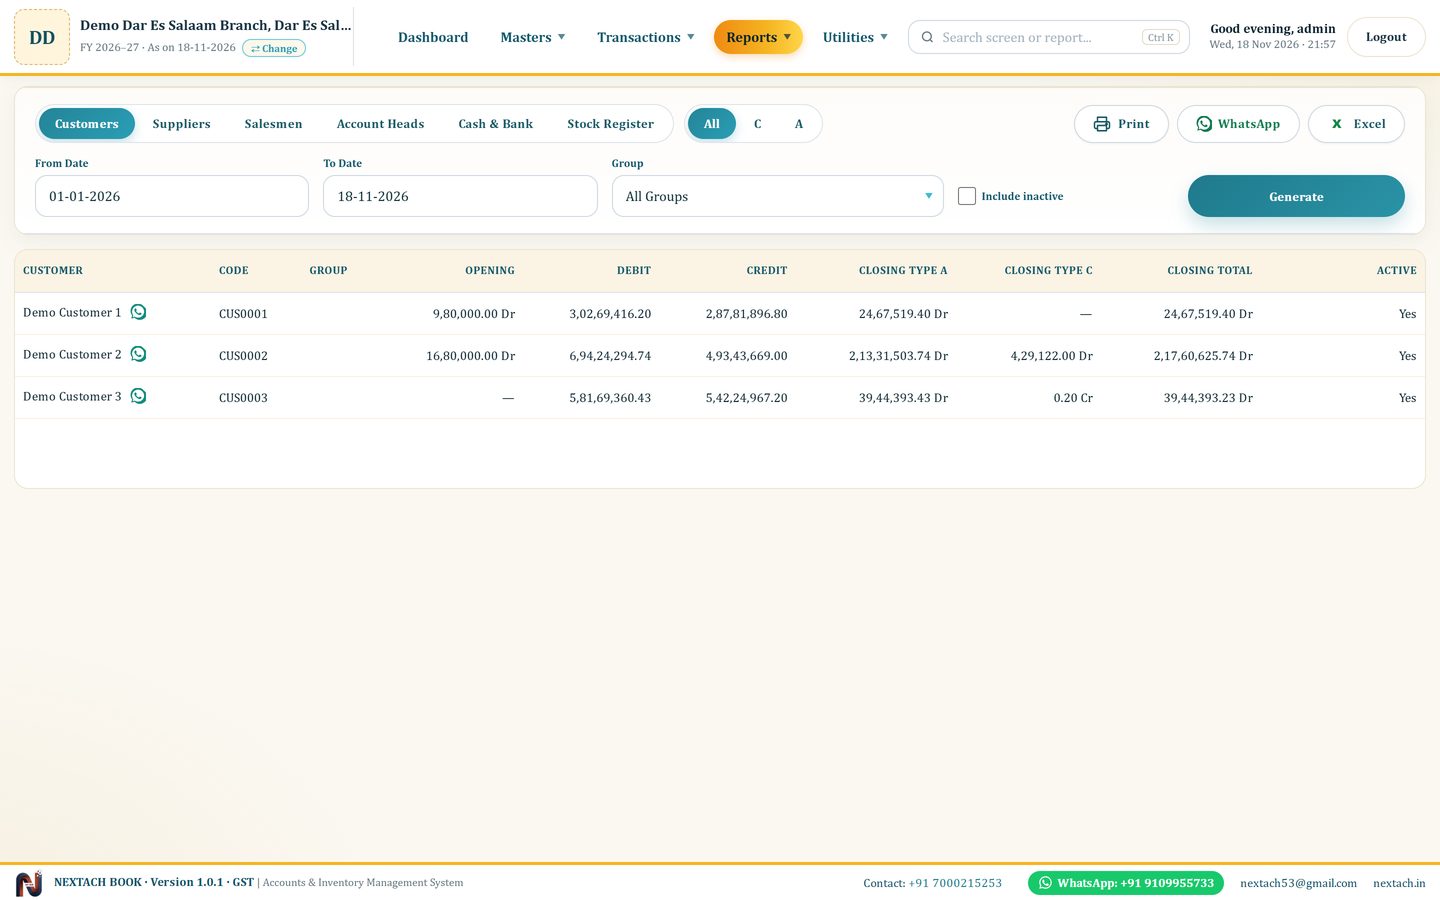 DD
Demo Dar Es Salaam Branch, Dar Es Sal...
FY 2026–27 · As on 18-11-2026 ⇄ Change
Dashboard Masters ▼ Transactions ▼ Reports ▼ Utilities ▼
Search screen or report... Ctrl K
Good evening, admin
Wed, 18 Nov 2026 · 21:57
Logout
Customers Suppliers Salesmen Account Heads Cash & Bank Stock Register All C A Print WhatsApp X Excel
From Date To Date Group
01-01-2026 18-11-2026 All Groups Include inactive Generate
CUSTOMER CODE GROUP OPENING DEBIT CREDIT CLOSING TYPE A CLOSING TYPE C CLOSING TOTAL ACTIVE
Demo Customer 1 CUS0001 9,80,000.00 Dr 3,02,69,416.20 2,87,81,896.80 24,67,519.40 Dr — 24,67,519.40 Dr Yes
Demo Customer 2 CUS0002 16,80,000.00 Dr 6,94,24,294.74 4,93,43,669.00 2,13,31,503.74 Dr 4,29,122.00 Dr 2,17,60,625.74 Dr Yes
Demo Customer 3 CUS0003 — 5,81,69,360.43 5,42,24,967.20 39,44,393.43 Dr 0.20 Cr 39,44,393.23 Dr Yes
NEXTACH BOOK · Version 1.0.1 · GST | Accounts & Inventory Management System Contact: +91 7000215253 WhatsApp: +91 9109955733 nextach53@gmail.com nextach.in